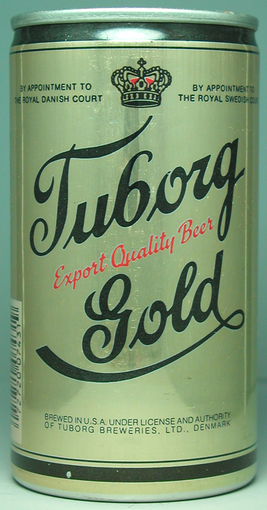 BY APPOINTMENT TO
THE ROYAL DANISH COURT
BY APPOINTMENT TO
THE ROYAL SWEDISH COURT
Tuborg
Export Quality Beer
Gold
BREWED IN U.S.A. UNDER LICENSE AND AUTHORITY
OF TUBORG BREWERIES, LTD., DENMARK